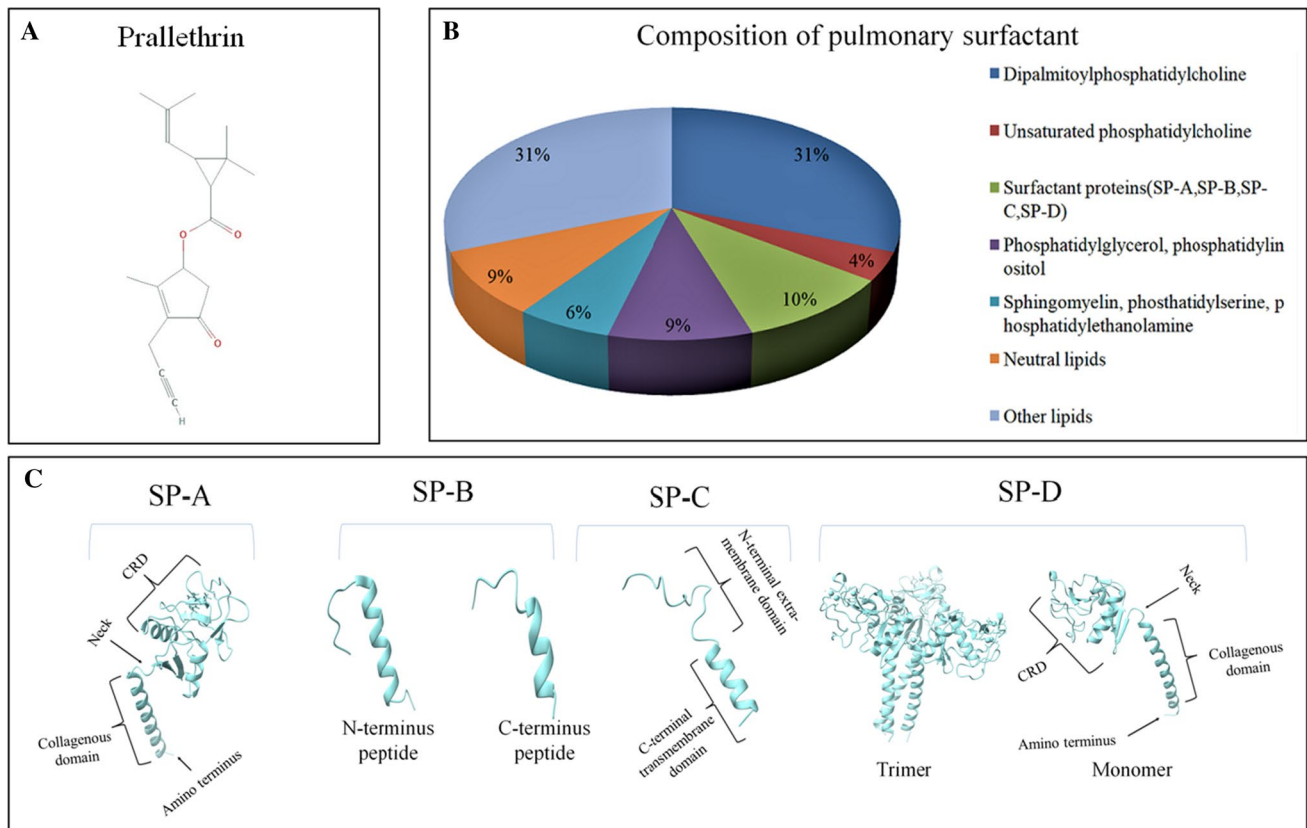 A
Prallethrin
O
O
O
C
C
H
B
Composition of pulmonary surfactant
31%
31%
4%
10%
9%
6%
9%
Dipalmitoylphosphatidylcholine
Unsaturated phosphatidylcholine
Surfactant proteins(SP-A,SP-B,SP-
C,SP-D)
Phosphatidylglycerol, phosphatidylin
ositol
Sphingomyelin, phosthatidylserine, p
hosphatidylethanolamine
Neutral lipids
Other lipids
C
SP-A
CRD
Neck
Collagenous
domain
Amino terminus
SP-B
N-terminus
peptide
C-terminus
peptide
SP-C
N-terminal extra-
membrane domain
C-terminal
transmembrane
domain
SP-D
Trimer
Neck
CRD
Collagenous
domain
Amino terminus
Monomer